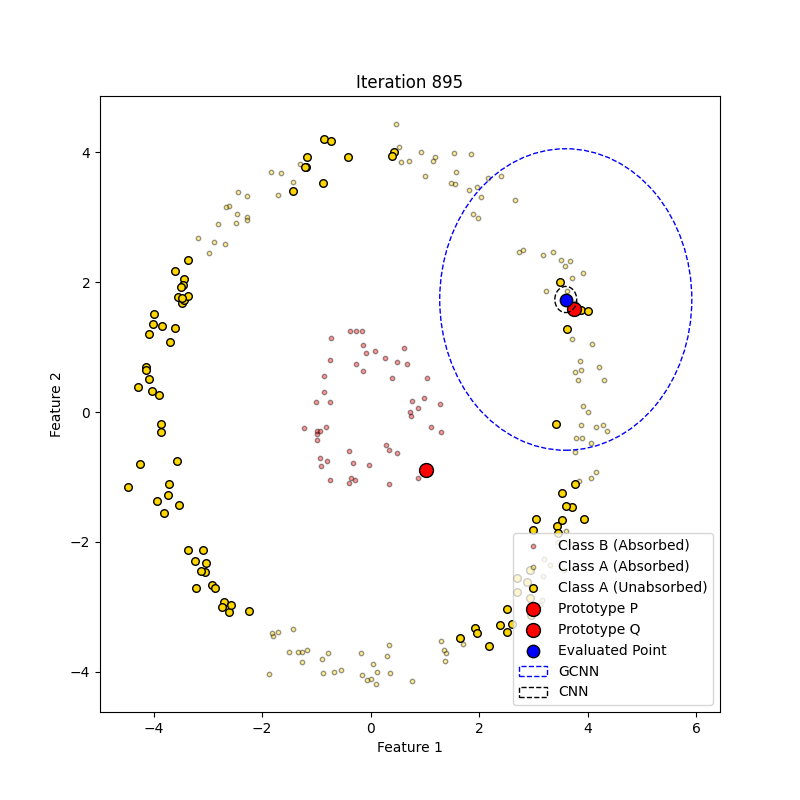 Iteration 895
4
2
0
−2
−4
Feature 2
−4
−2
0
2
4
6
Feature 1
Class B (Absorbed)
Class A (Absorbed)
Class A (Unabsorbed)
Prototype P
Prototype Q
Evaluated Point
GCNN
CNN